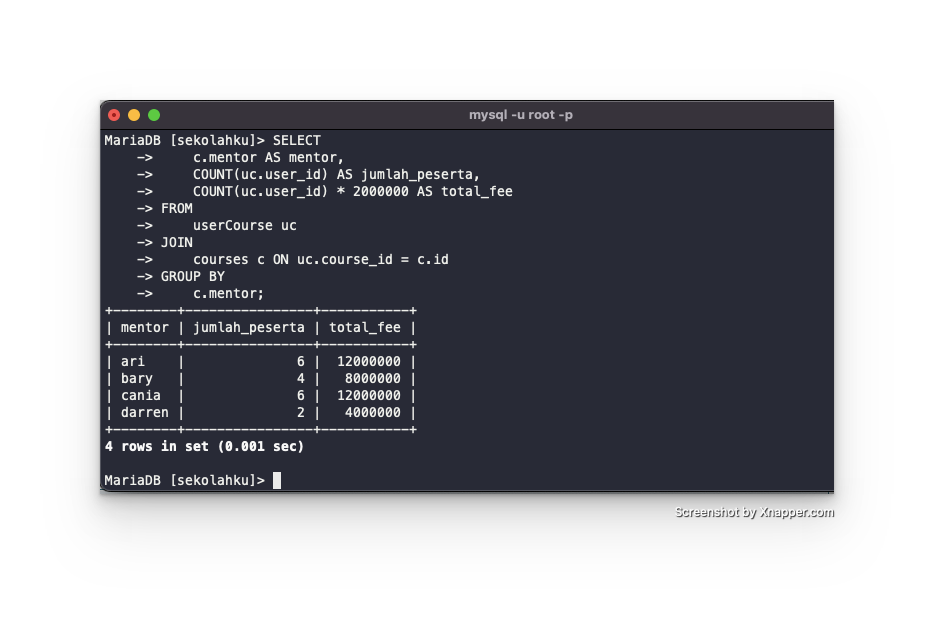 mysql -u root -p
MariaDB [sekolahku]> SELECT
    ->     c.mentor AS mentor,
    ->     COUNT(uc.user_id) AS jumlah_peserta,
    ->     COUNT(uc.user_id) * 2000000 AS total_fee
    -> FROM
    ->     userCourse uc
    -> JOIN
    ->     courses c ON uc.course_id = c.id
    -> GROUP BY
    ->     c.mentor;
+--------+----------------+-----------+
| mentor | jumlah_peserta | total_fee |
+--------+----------------+-----------+
| ari    |              6 |  12000000 |
| bary   |              4 |   8000000 |
| cania  |              6 |  12000000 |
| darren |              2 |   4000000 |
+--------+----------------+-----------+
4 rows in set (0.001 sec)
MariaDB [sekolahku]>
Screenshot by Xnapper.com